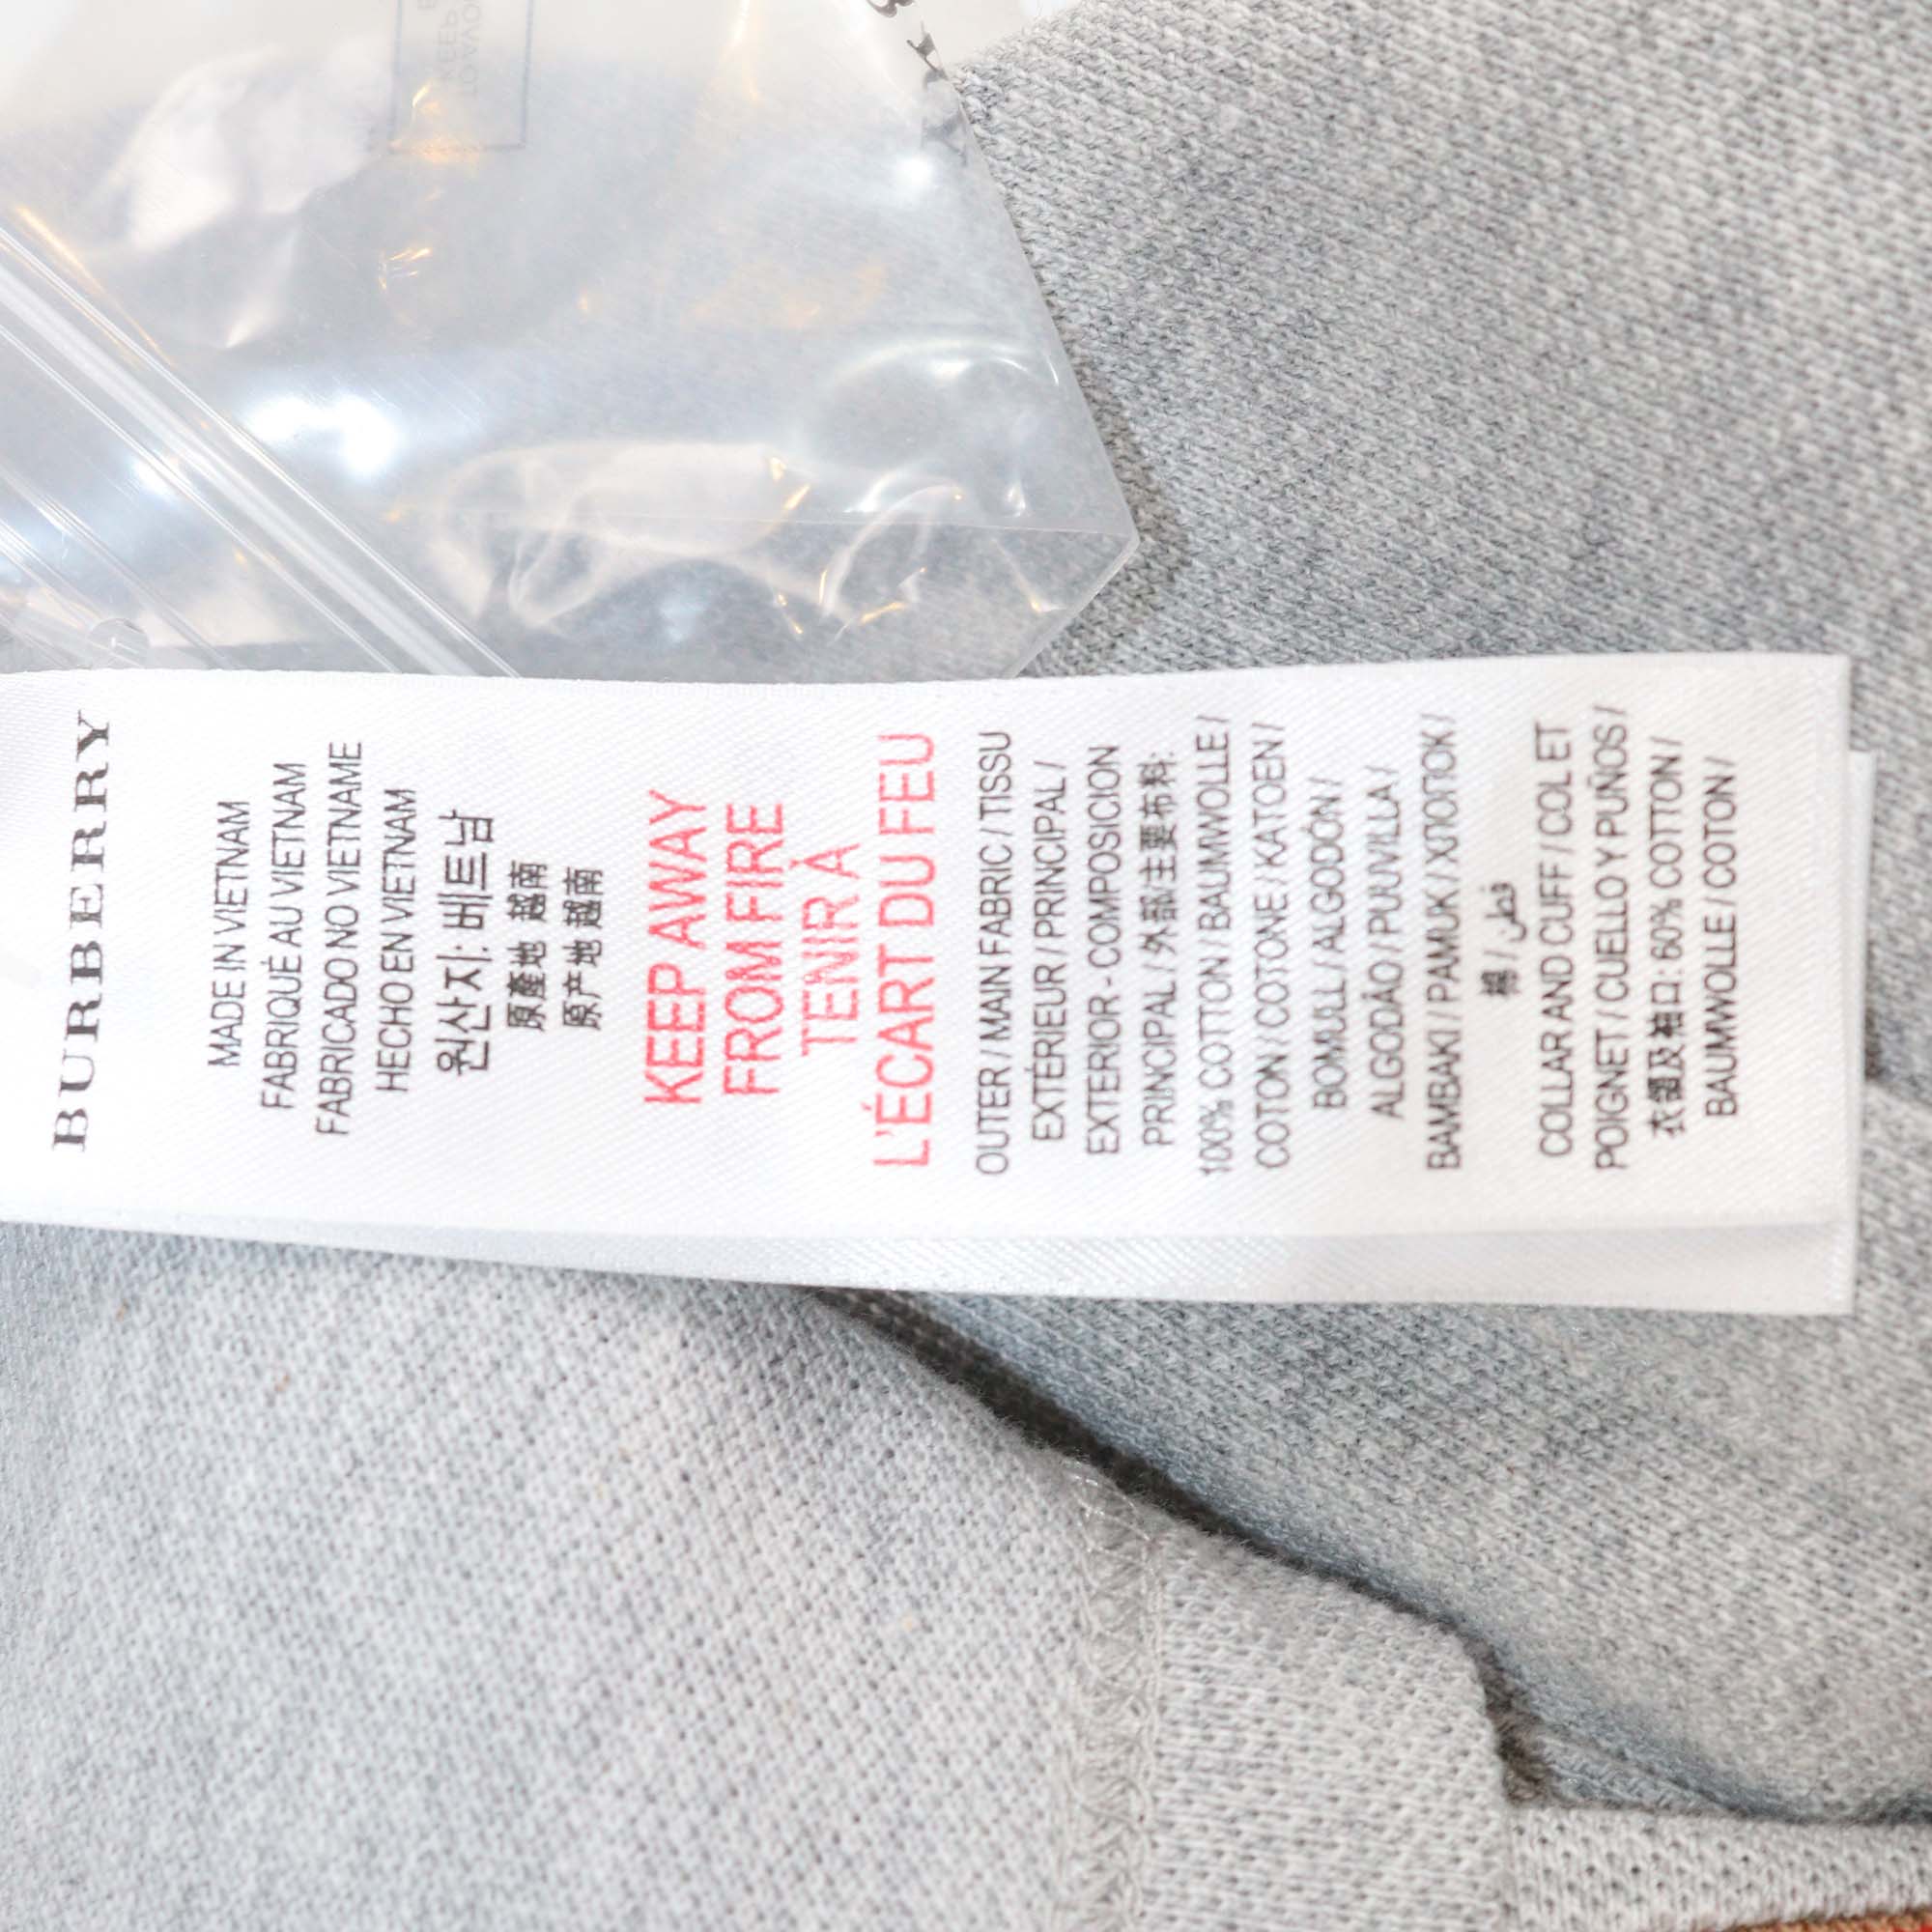 BURBERRY
MADE IN VIETNAM
FABRIQUÉ AU VIETNAM
FABRICADO NO VIETNAME
HECHO EN VIETNAM
원산지: 베트남
原產地 越南
原产地 越南
KEEP AWAY
FROM FIRE
TENIR À
L'ÉCART DU FEU
OUTER / MAIN FABRIC / TISSU
EXTÉRIEUR / PRINCIPAL /
EXTERIOR - COMPOSICION
PRINCIPAL / 外部/主要布料:
100% COTTON / BAUMWOLLE /
COTON / COTONE / KATOEN /
BOMULL / ALGODÓN /
ALGODÃO / PUUVILLA /
BAMBAKI / PAMUK / ХЛОПОК /
棉 / قطن
COLLAR AND CUFF / COL ET
POIGNET / CUELLO Y PUÑOS /
衣領及袖口: 60% COTTON /
BAUMWOLLE / COTON /
KEEP